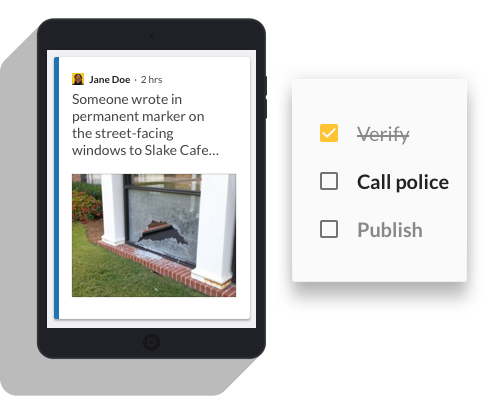 Jane Doe · 2 hrs
Someone wrote in
permanent marker on
the street-facing
windows to Slake Cafe...
Verify
Call police
Publish